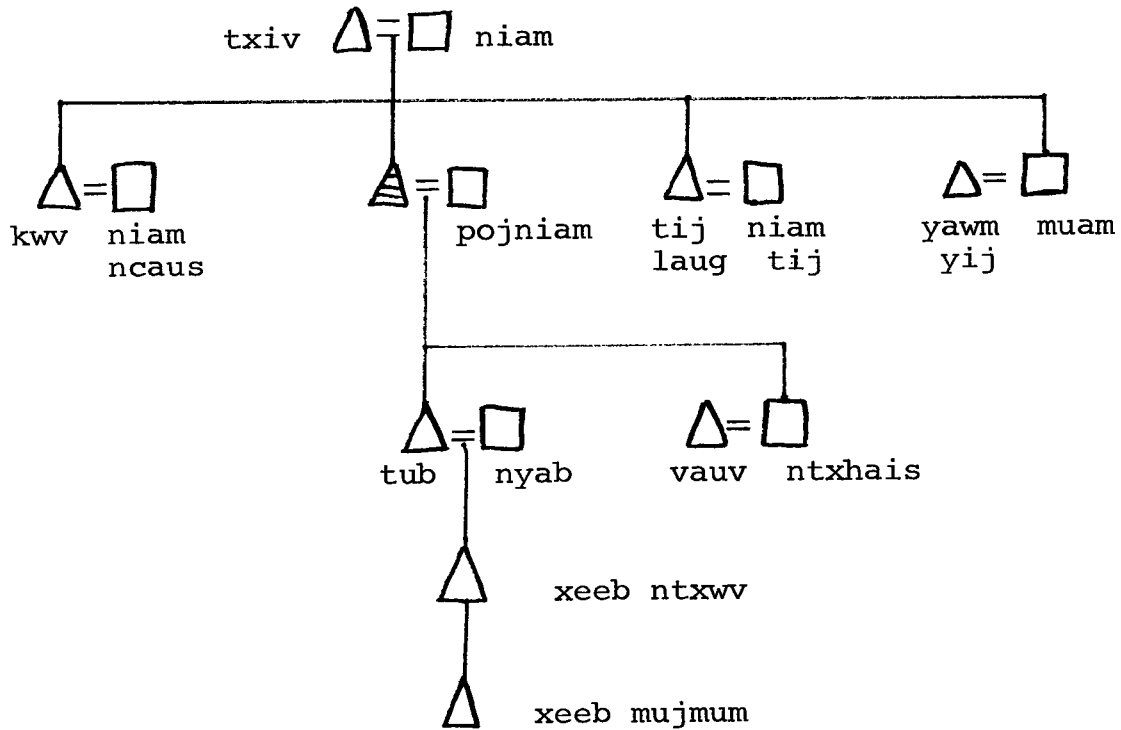 txiv niam
kwv niam pojniam tij niam yawm muam
ncaus laug tij yij
tub nyab vauv ntxhais
xeeb ntxwv
xeeb mujmum